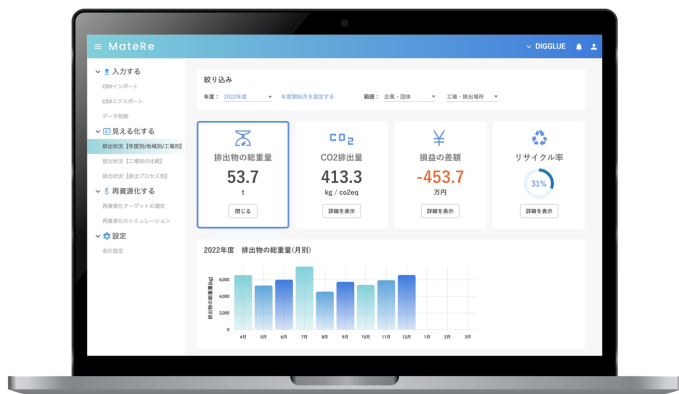 MateRe
DIGGLUE
入力する
CSVインポート
CSVエクスポート
データ削除
見える化する
排出状況【年度別/地域別/工場別】
排出状況【工場別の比較】
排出状況【排出プロセス別】
再資源化する
再資源化ターゲットの選定
再資源化のシミュレーション
設定
会社設定
絞り込み
年度： 2022年度 年度開始月を設定する 範囲： 企業・団体 工場・排出場所
排出物の総重量
53.7
t
閉じる
CO2
CO2排出量
413.3
kg / co2eq
詳細を表示
¥
損益の差額
-453.7
万円
詳細を表示
リサイクル率
31%
詳細を表示
2022年度 排出物の総重量(月別)
排出物の総重量(kg)
6,000
4,000
2,000
0
4月 5月 6月 7月 8月 9月 10月 11月 12月 1月 2月 3月